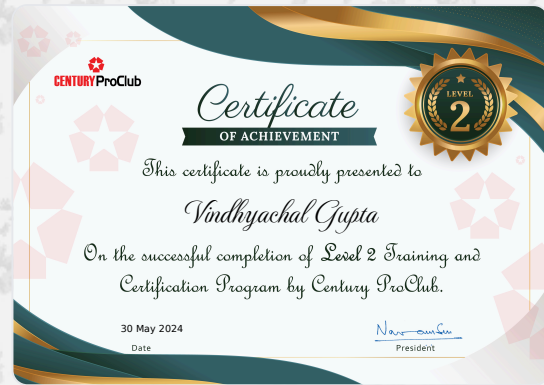 CENTURY ProClub
LEVEL
2
Certificate
OF ACHIEVEMENT
This certificate is proudly presented to
Vindhyachal Gupta
On the successful completion of Level 2 Training and
Certification Program by Century ProClub.
30 May 2024
Date
President